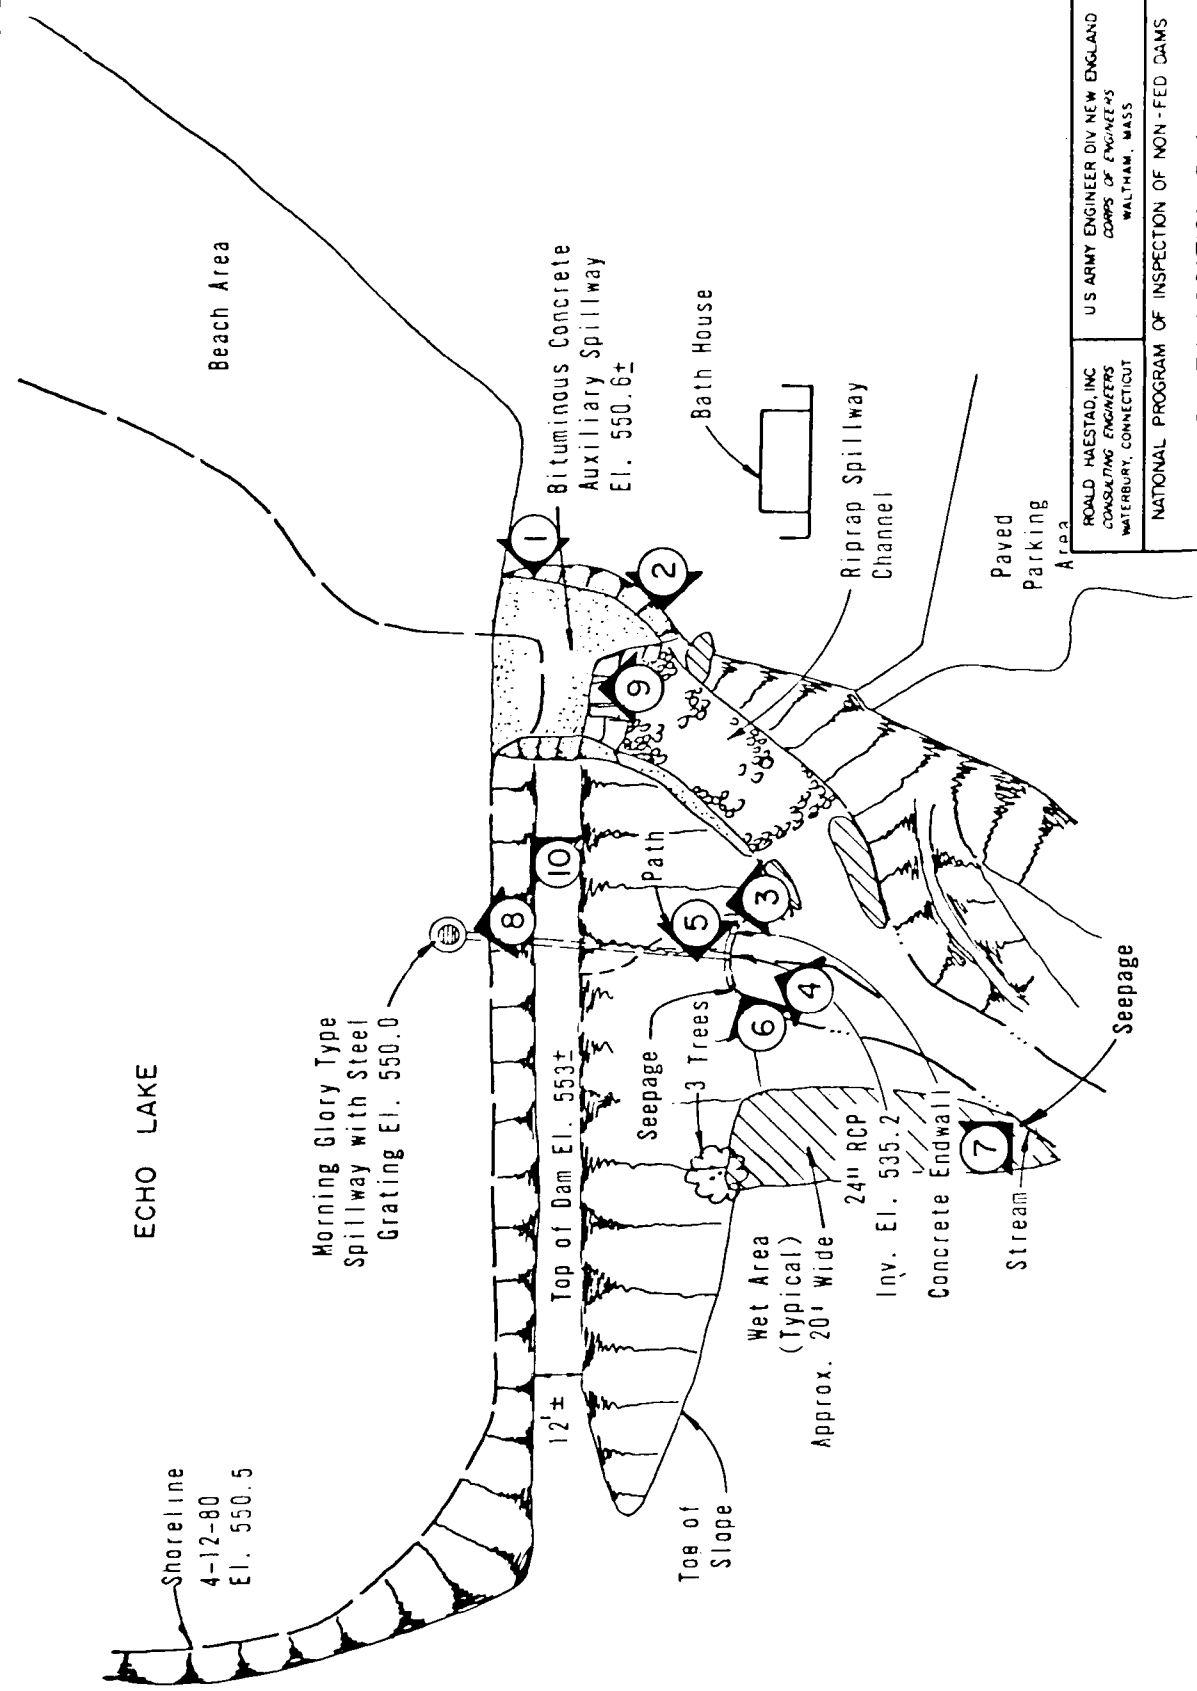 ECHO LAKE
Beach Area
Shoreline
4-12-80
El. 550.5
Morning Glory Type
Spillway with Steel
Grating El. 550.0
Bituminous Concrete
Auxiliary Spillway
El. 550.6±
Bath House
Riprap Spillway
Channel
Paved
Parking
Area
12'±
Top of Dam El. 553±
Path
Seepage
3 Trees
Toe of
Slope
Wet Area
(Typical)
Approx. 20' Wide
24" RCP
Inv. El. 535.2
Concrete Endwall
Stream
Seepage
1
2
3
4
5
6
7
8
9
10
ROALD HAESTAD, INC
CONSULTING ENGINEERS
WATERBURY, CONNECTICUT
US ARMY ENGINEER DIV NEW ENGLAND
CORPS OF ENGINEERS
WALTHAM, MASS
NATIONAL PROGRAM OF INSPECTION OF NON-FED DAMS